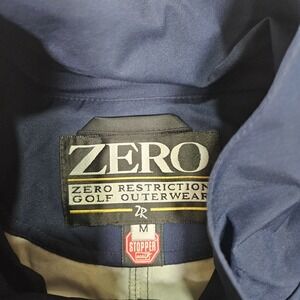 ZERO
ZERO RESTRICTION
GOLF OUTERWEAR
ZR
M
STOPPER